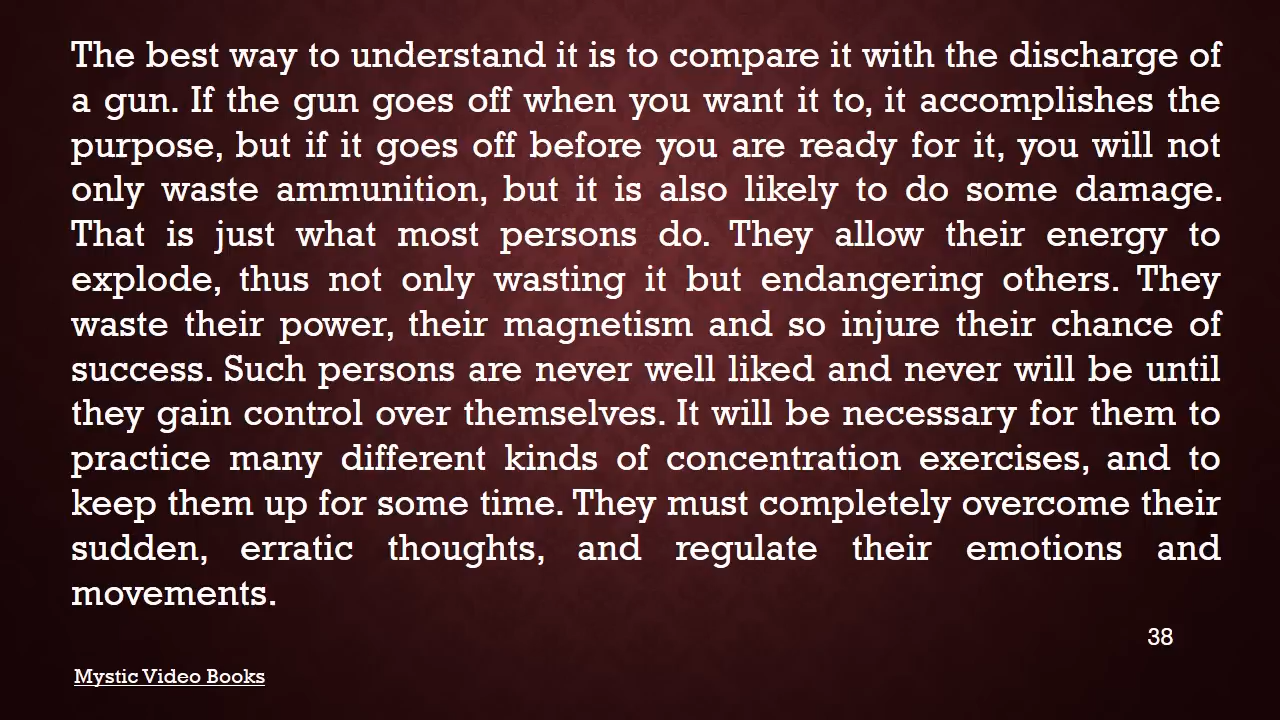 The best way to understand it is to compare it with the discharge of
a gun. If the gun goes off when you want it to, it accomplishes the
purpose, but if it goes off before you are ready for it, you will not
only waste ammunition, but it is also likely to do some damage.
That is just what most persons do. They allow their energy to
explode, thus not only wasting it but endangering others. They
waste their power, their magnetism and so injure their chance of
success. Such persons are never well liked and never will be until
they gain control over themselves. It will be necessary for them to
practice many different kinds of concentration exercises, and to
keep them up for some time. They must completely overcome their
sudden, erratic thoughts, and regulate their emotions and
movements.
38
Mystic Video Books